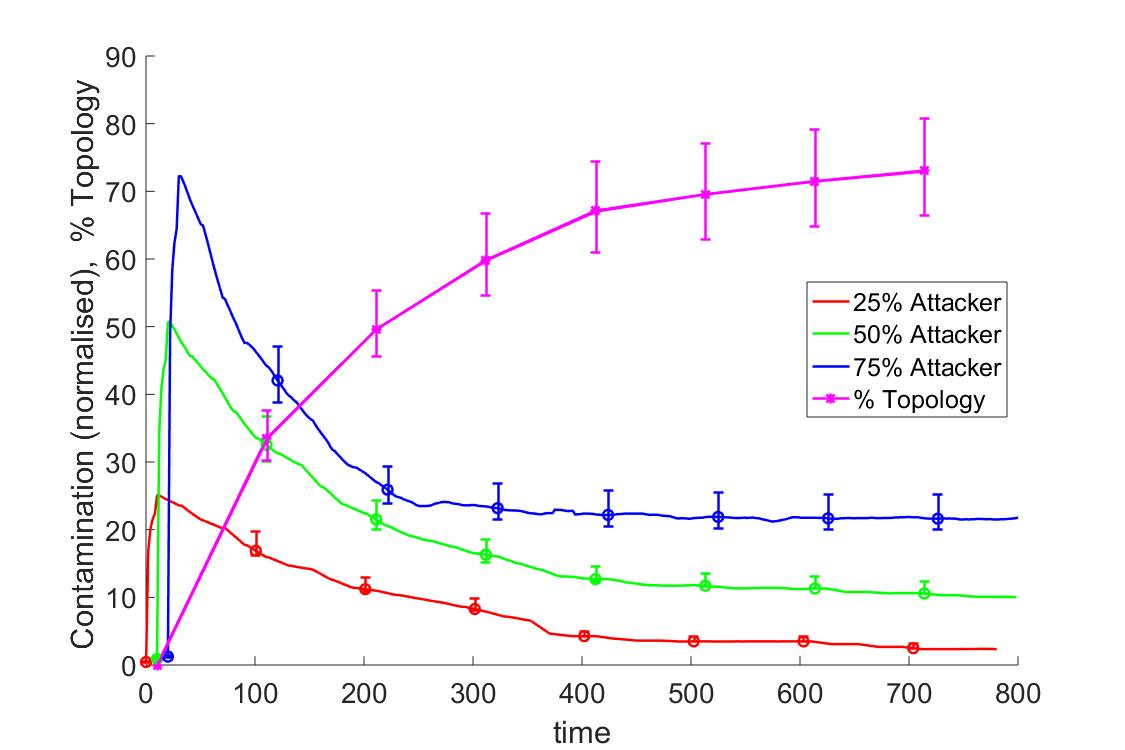 Contamination (normalised),  % Topology
90
80
70
60
50
40
30
20
10
0
0 100 200 300 400 500 600 700 800
time
25% Attacker
50% Attacker
75% Attacker
% Topology